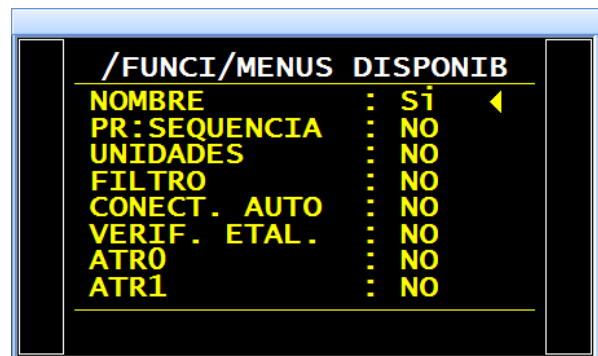 /FUNCI/MENUS DISPONIB
NOMBRE : Si
PR:SEQUENCIA : NO
UNIDADES : NO
FILTRO : NO
CONECT. AUTO : NO
VERIF. ETAL. : NO
ATR0 : NO
ATR1 : NO